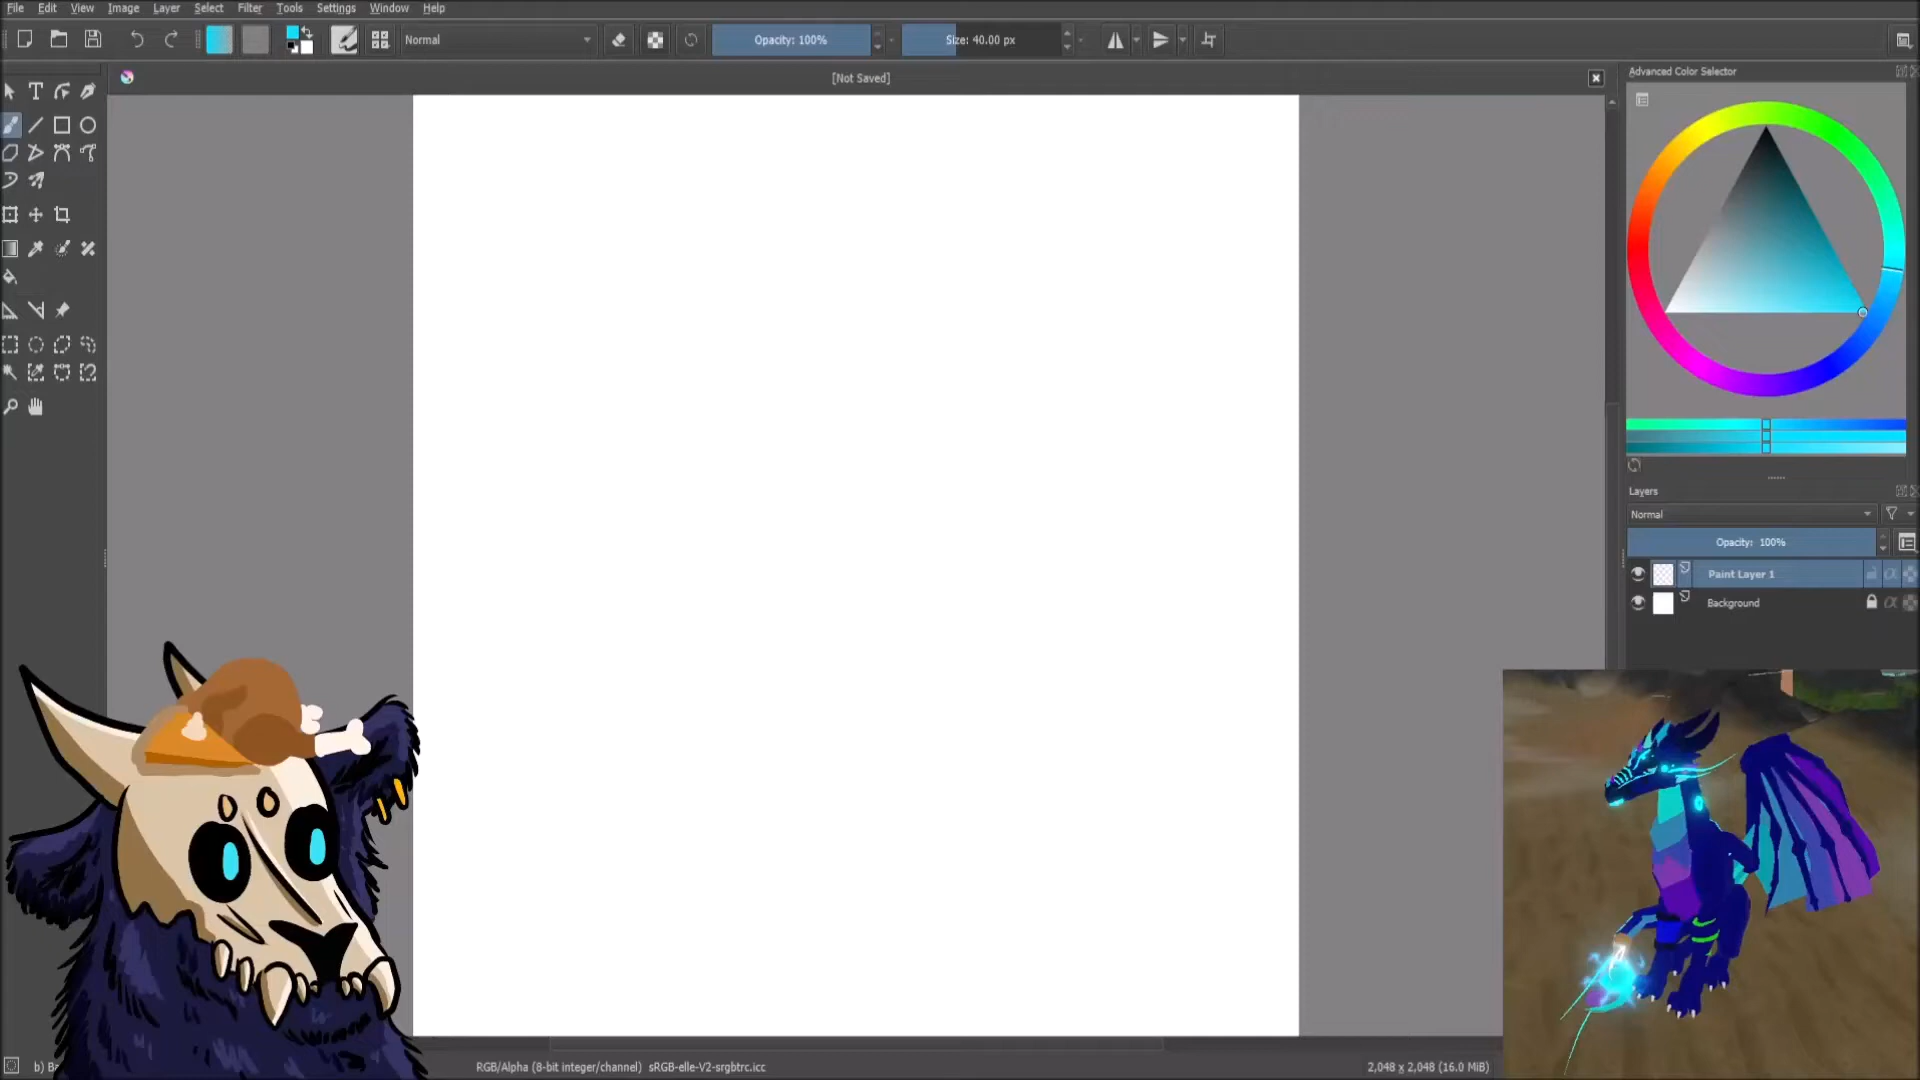 File Edit View Image Layer Select Filter Tools Settings Window Help
Normal
Opacity: 100%
Size: 40.00 px
[Not Saved]
Advanced Color Selector
Layers
Normal
Opacity: 100%
Paint Layer 1
Background
RGB/Alpha (8-bit integer/channel) sRGB-elle-V2-srgbtrc.icc
2,048 x 2,048 (16.0 MiB)